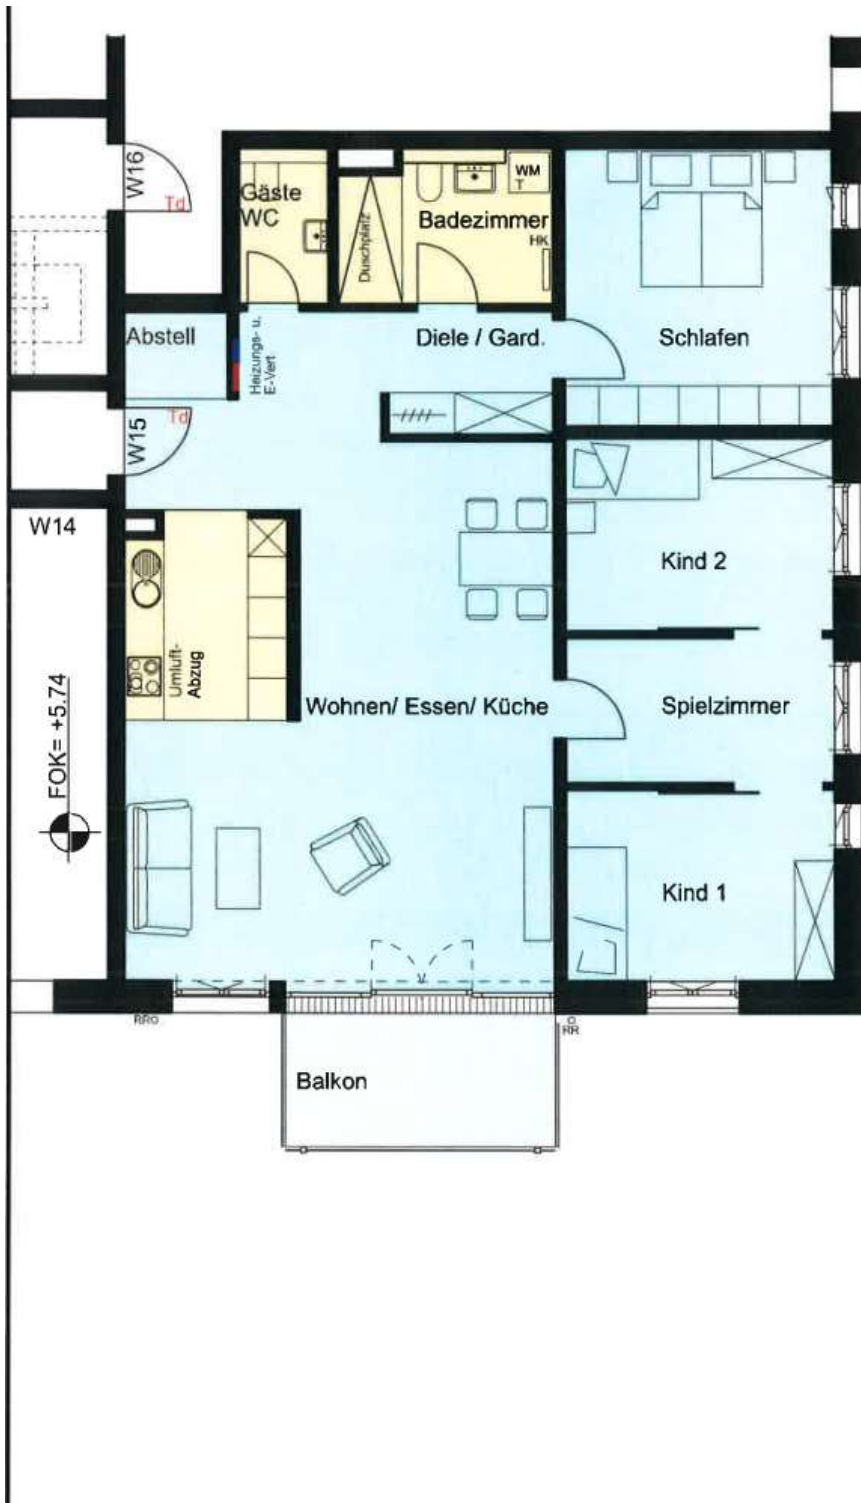 W16
Td
Gäste
WC
Duschplatz
Badezimmer
WM
T
HK
Abstell
Heizungs- u.
E-Vert
Diele / Gard.
Schlafen
W15
Td
W14
Kind 2
Umluft-
Abzug
FOK= +5.74
Wohnen/ Essen/ Küche
Spielzimmer
Kind 1
RRO
RR
Balkon